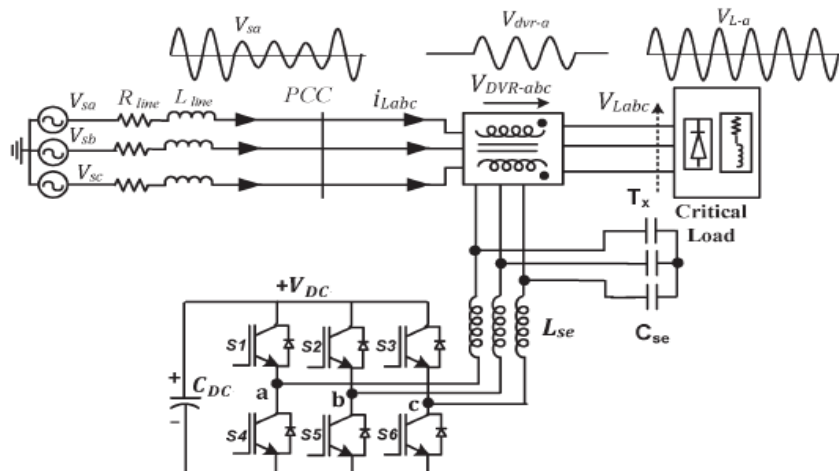 V_sa
V_dvr-a
V_L-a
V_sa R_line L_line PCC i_Labc V_DVR-abc V_Labc
V_sb
V_sc
T_x
Critical
Load
+V_DC
L_se
C_se
S1 S2 S3
+ C_DC a b c
−
S4 S5 S6